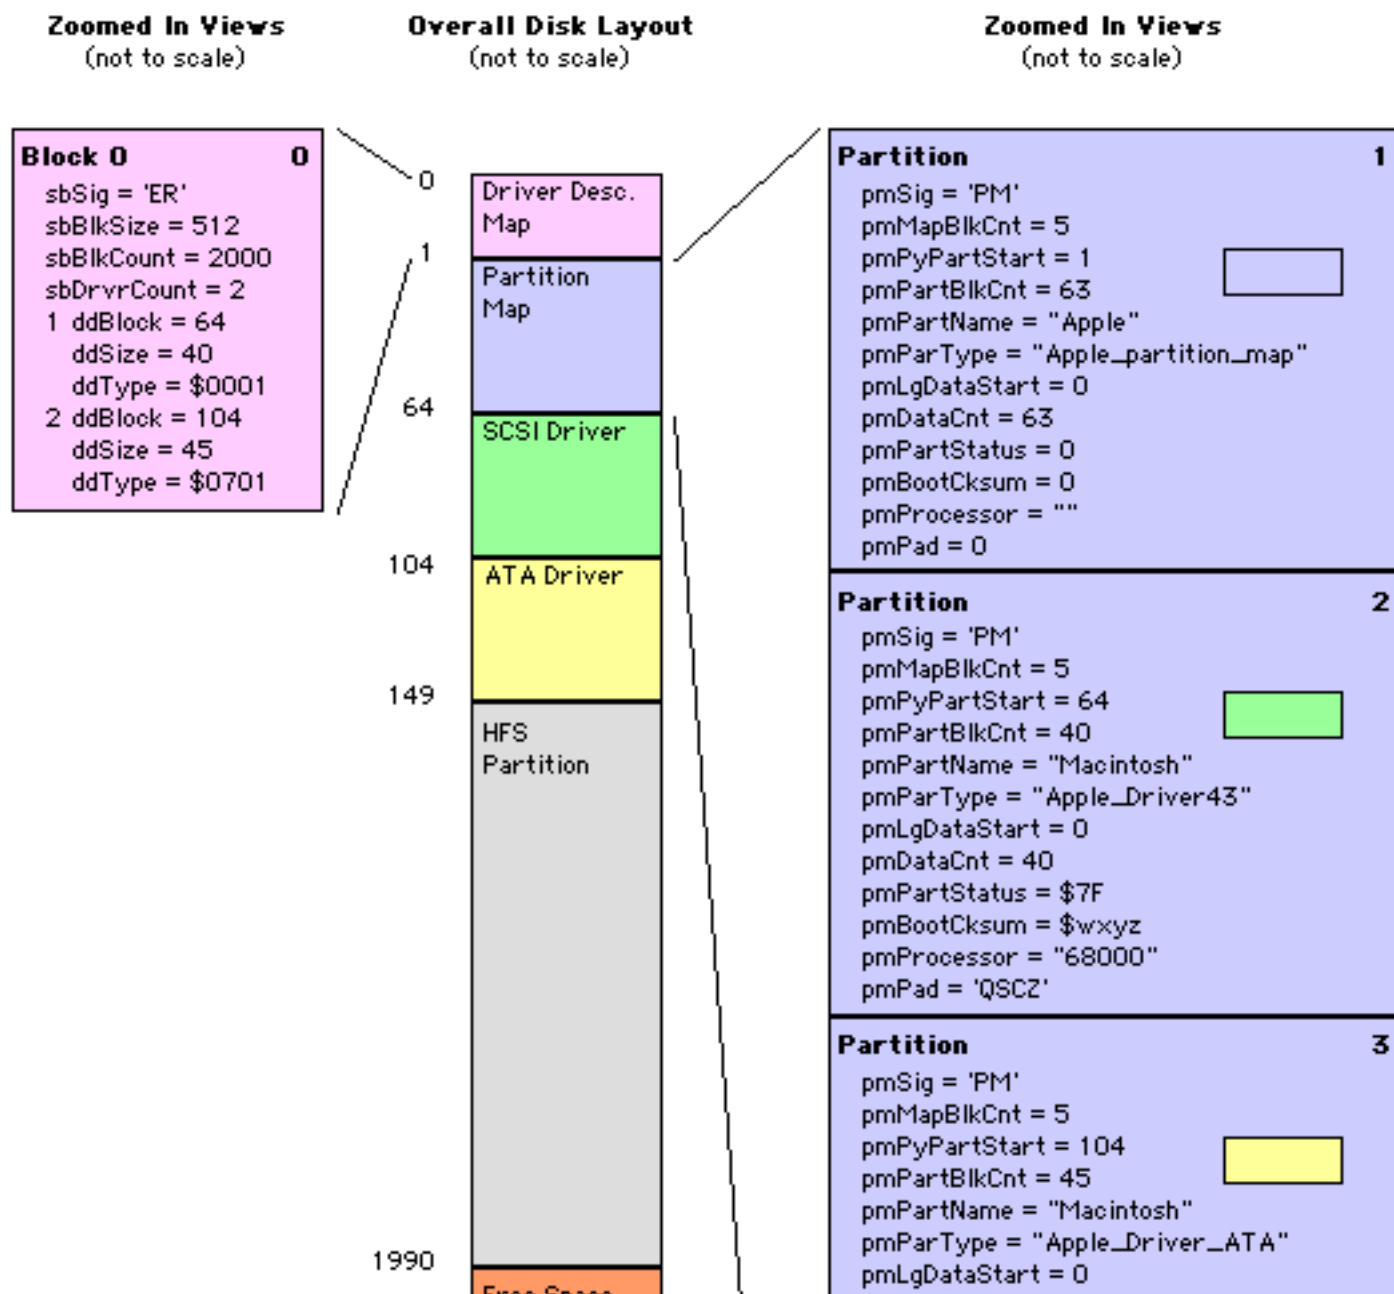 Zoomed In Views
(not to scale)
Overall Disk Layout
(not to scale)
Zoomed In Views
(not to scale)
Block 0 0
sbSig = 'ER'
sbBlkSize = 512
sbBlkCount = 2000
sbDrvrCount = 2
1 ddBlock = 64
ddSize = 40
ddType = $0001
2 ddBlock = 104
ddSize = 45
ddType = $0701
0
Driver Desc.
Map
1
Partition
Map
64
SCSI Driver
104
ATA Driver
149
HFS
Partition
1990
Free Space
Partition 1
pmSig = 'PM'
pmMapBlkCnt = 5
pmPyPartStart = 1
pmPartBlkCnt = 63
pmPartName = "Apple"
pmParType = "Apple_partition_map"
pmLgDataStart = 0
pmDataCnt = 63
pmPartStatus = 0
pmBootCksum = 0
pmProcessor = ""
pmPad = 0
Partition 2
pmSig = 'PM'
pmMapBlkCnt = 5
pmPyPartStart = 64
pmPartBlkCnt = 40
pmPartName = "Macintosh"
pmParType = "Apple_Driver43"
pmLgDataStart = 0
pmDataCnt = 40
pmPartStatus = $7F
pmBootCksum = $wxyz
pmProcessor = "68000"
pmPad = 'QSCZ'
Partition 3
pmSig = 'PM'
pmMapBlkCnt = 5
pmPyPartStart = 104
pmPartBlkCnt = 45
pmPartName = "Macintosh"
pmParType = "Apple_Driver_ATA"
pmLgDataStart = 0